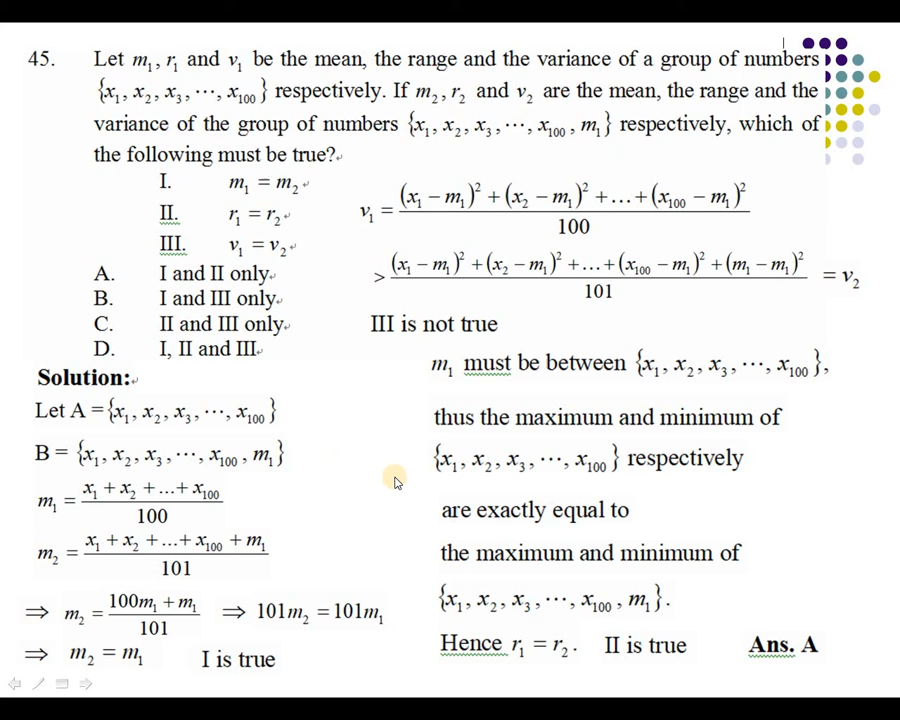 45. Let m₁, r₁ and v₁ be the mean, the range and the variance of a group of numbers
{x₁, x₂, x₃, ⋯, x₁₀₀} respectively. If m₂, r₂ and v₂ are the mean, the range and the
variance of the group of numbers {x₁, x₂, x₃, ⋯, x₁₀₀, m₁} respectively, which of
the following must be true?
I. m₁ = m₂
II. r₁ = r₂
III. v₁ = v₂
A. I and II only
B. I and III only
C. II and III only
D. I, II and III
Solution:
Let A = {x₁, x₂, x₃, ⋯, x₁₀₀}
B = {x₁, x₂, x₃, ⋯, x₁₀₀, m₁}
m₁ = (x₁ + x₂ + ... + x₁₀₀) / 100
m₂ = (x₁ + x₂ + ... + x₁₀₀ + m₁) / 101
⇒ m₂ = (100m₁ + m₁) / 101 ⇒ 101m₂ = 101m₁
⇒ m₂ = m₁ I is true
v₁ = ((x₁ − m₁)² + (x₂ − m₁)² + ... + (x₁₀₀ − m₁)²) / 100
> ((x₁ − m₁)² + (x₂ − m₁)² + ... + (x₁₀₀ − m₁)² + (m₁ − m₁)²) / 101 = v₂
III is not true
m₁ must be between {x₁, x₂, x₃, ⋯, x₁₀₀},
thus the maximum and minimum of
{x₁, x₂, x₃, ⋯, x₁₀₀} respectively
are exactly equal to
the maximum and minimum of
{x₁, x₂, x₃, ⋯, x₁₀₀, m₁}.
Hence r₁ = r₂. II is true Ans. A